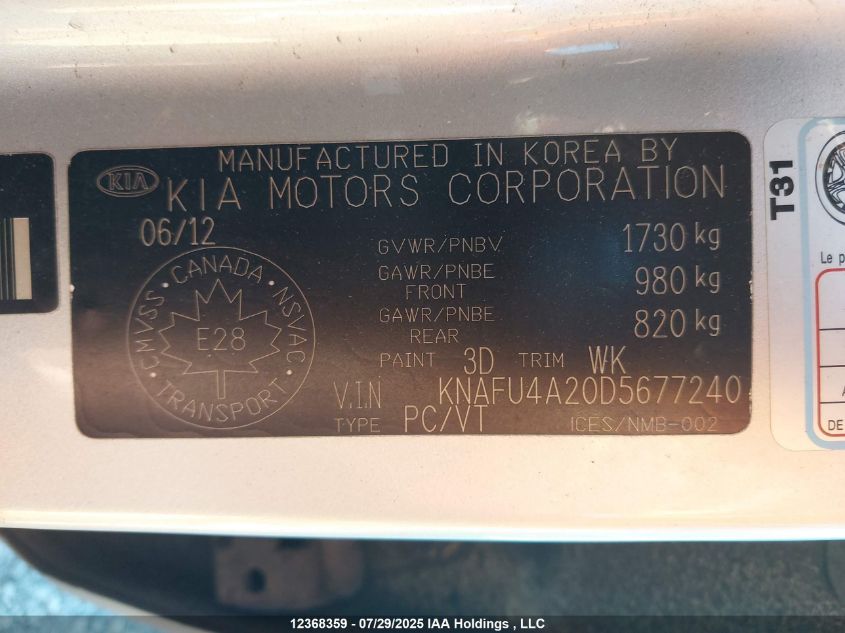 MANUFACTURED IN KOREA BY
KIA
KIA MOTORS CORPORATION
06/12
GVWR/PNBV 1730 kg
GAWR/PNBE FRONT 980 kg
GAWR/PNBE REAR 820 kg
CANADA · NSVAC · TRANSPORT · CMVSS
E28
PAINT 3D TRIM WK
V.I.N KNAFU4A20D5677240
TYPE PC/VT ICES/NMB-002
T31
Le p
A
DE
12368359 - 07/29/2025 IAA Holdings , LLC